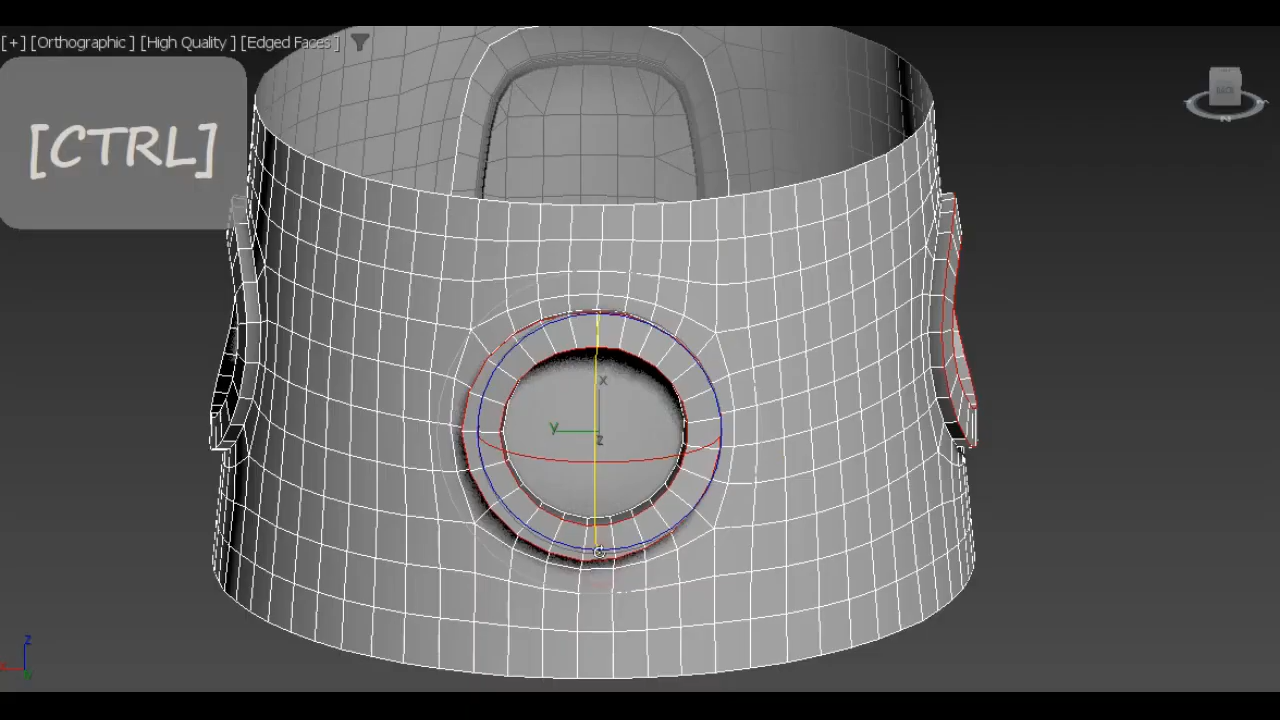 [+] [Orthographic ] [High Quality ] [Edged Faces ]
[CTRL]
x
y
z
z